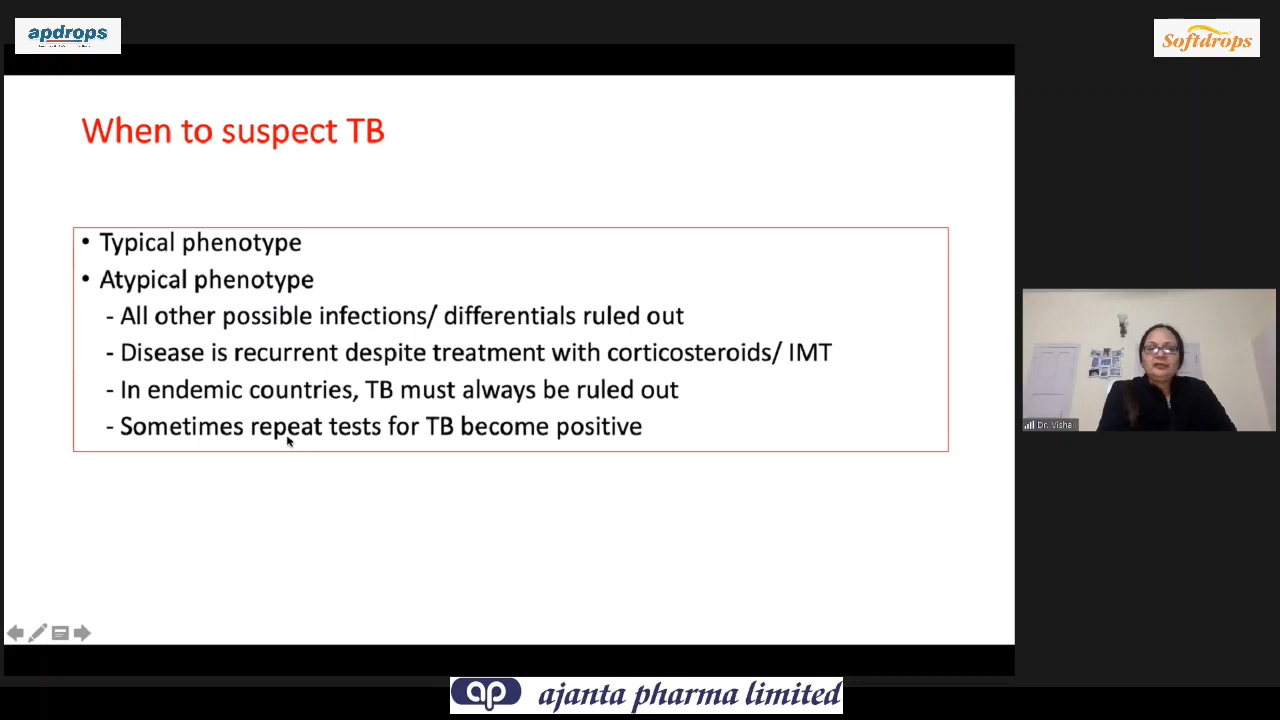 apdrops
Softdrops
When to suspect TB
• Typical phenotype
• Atypical phenotype
- All other possible infections/ differentials ruled out
- Disease is recurrent despite treatment with corticosteroids/ IMT
- In endemic countries, TB must always be ruled out
- Sometimes repeat tests for TB become positive
Dr. Vishali
ap ajanta pharma limited